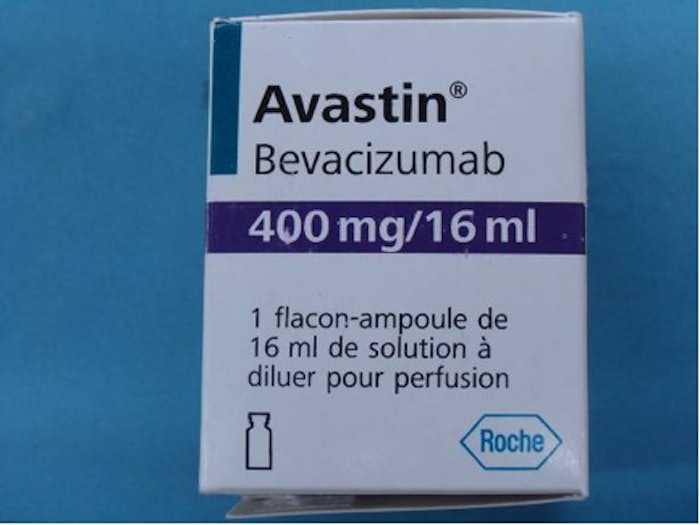 Avastin®
Bevacizumab
400 mg/16 ml
1 flacon-ampoule de
16 ml de solution à
diluer pour perfusion
Roche